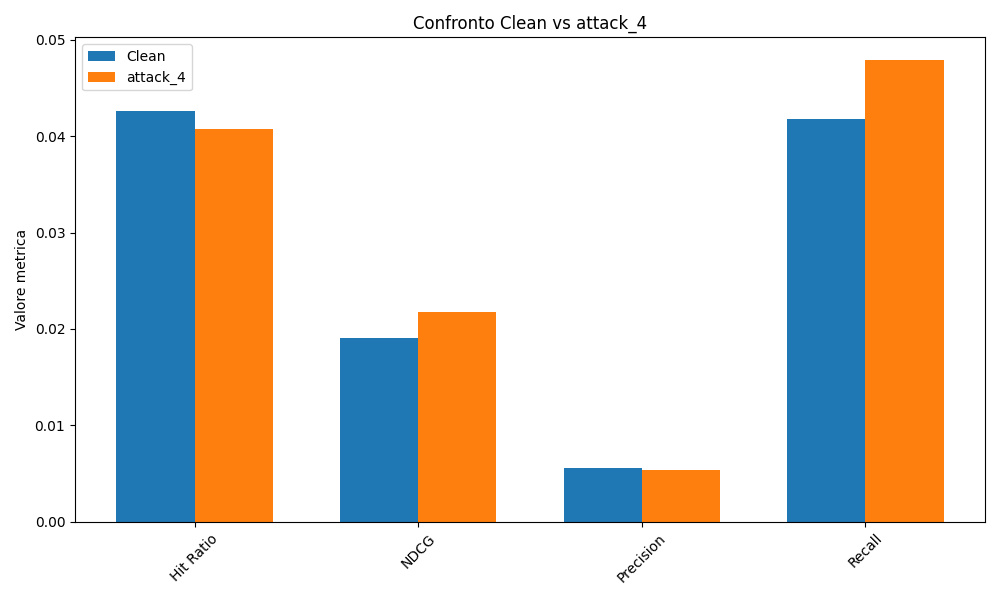 Confronto Clean vs attack_4
Clean
attack_4
Valore metrica
0.05
0.04
0.03
0.02
0.01
0.00
Hit Ratio
NDCG
Precision
Recall